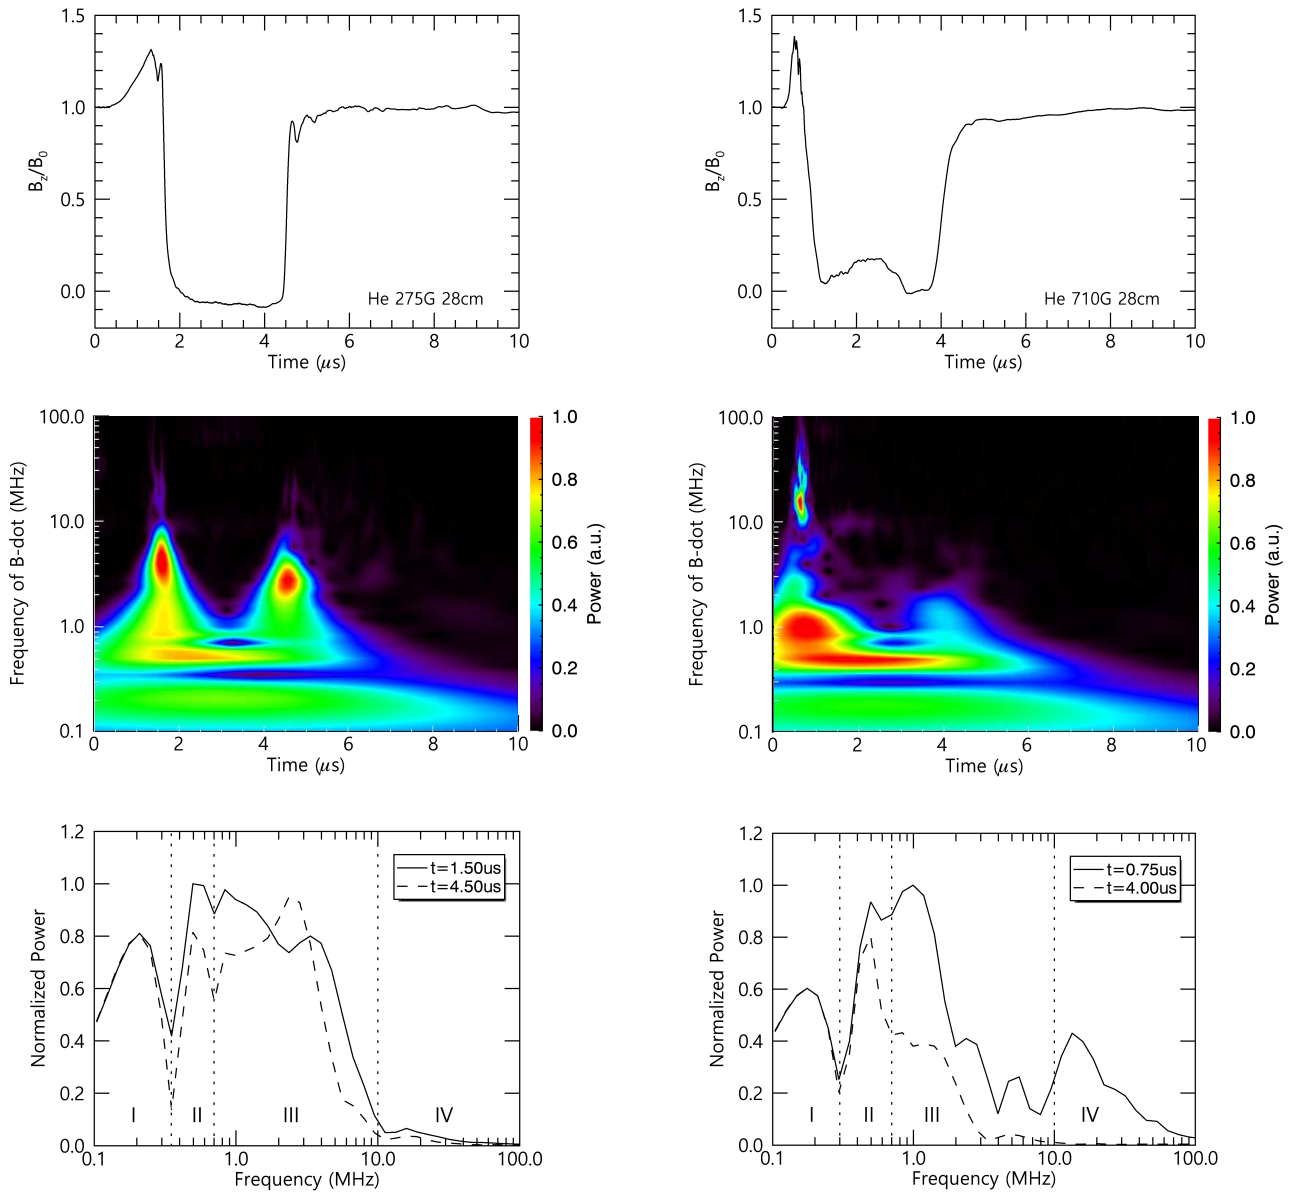 1.5
1.0
0.5
0.0
B_z/B_0
He 275G 28cm
0 2 4 6 8 10
Time (μs)
1.5
1.0
0.5
0.0
B_z/B_0
He 710G 28cm
0 2 4 6 8 10
Time (μs)
100.0
10.0
1.0
0.1
Frequency of B-dot (MHz)
0 2 4 6 8 10
Time (μs)
1.0
0.8
0.6
0.4
0.2
0.0
Power (a.u.)
100.0
10.0
1.0
0.1
Frequency of B-dot (MHz)
0 2 4 6 8 10
Time (μs)
1.0
0.8
0.6
0.4
0.2
0.0
Power (a.u.)
1.2
1.0
0.8
0.6
0.4
0.2
0.0
Normalized Power
t=1.50us
t=4.50us
I II III IV
0.1 1.0 10.0 100.0
Frequency (MHz)
1.2
1.0
0.8
0.6
0.4
0.2
0.0
Normalized Power
t=0.75us
t=4.00us
I II III IV
0.1 1.0 10.0 100.0
Frequency (MHz)